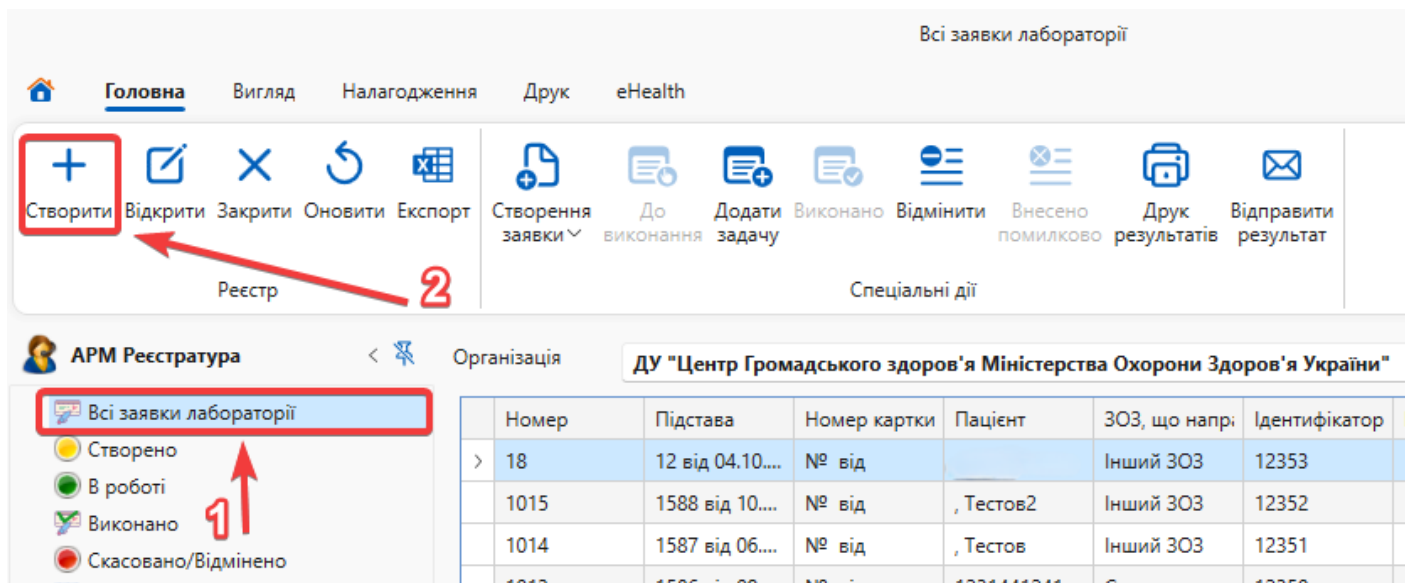 Всі заявки лабораторії
Головна Вигляд Налагодження Друк eHealth
Створити Відкрити Закрити Оновити Експорт Створення заявки До виконання Додати задачу Виконано Відмінити Внесено помилково Друк результатів Відправити результат
Реєстр 2 Спеціальні дії
АРМ Реєстратура Організація ДУ "Центр Громадського здоров'я Міністерства Охорони Здоров'я України"
Всі заявки лабораторії
Створено
В роботі
1
Виконано
Скасовано/Відмінено
Номер Підстава Номер картки Пацієнт ЗОЗ, що напра Ідентифікатор
18 12 від 04.10.... № від Інший ЗОЗ 12353
1015 1588 від 10.... № від , Тестов2 Інший ЗОЗ 12352
1014 1587 від 06.... № від , Тестов Інший ЗОЗ 12351